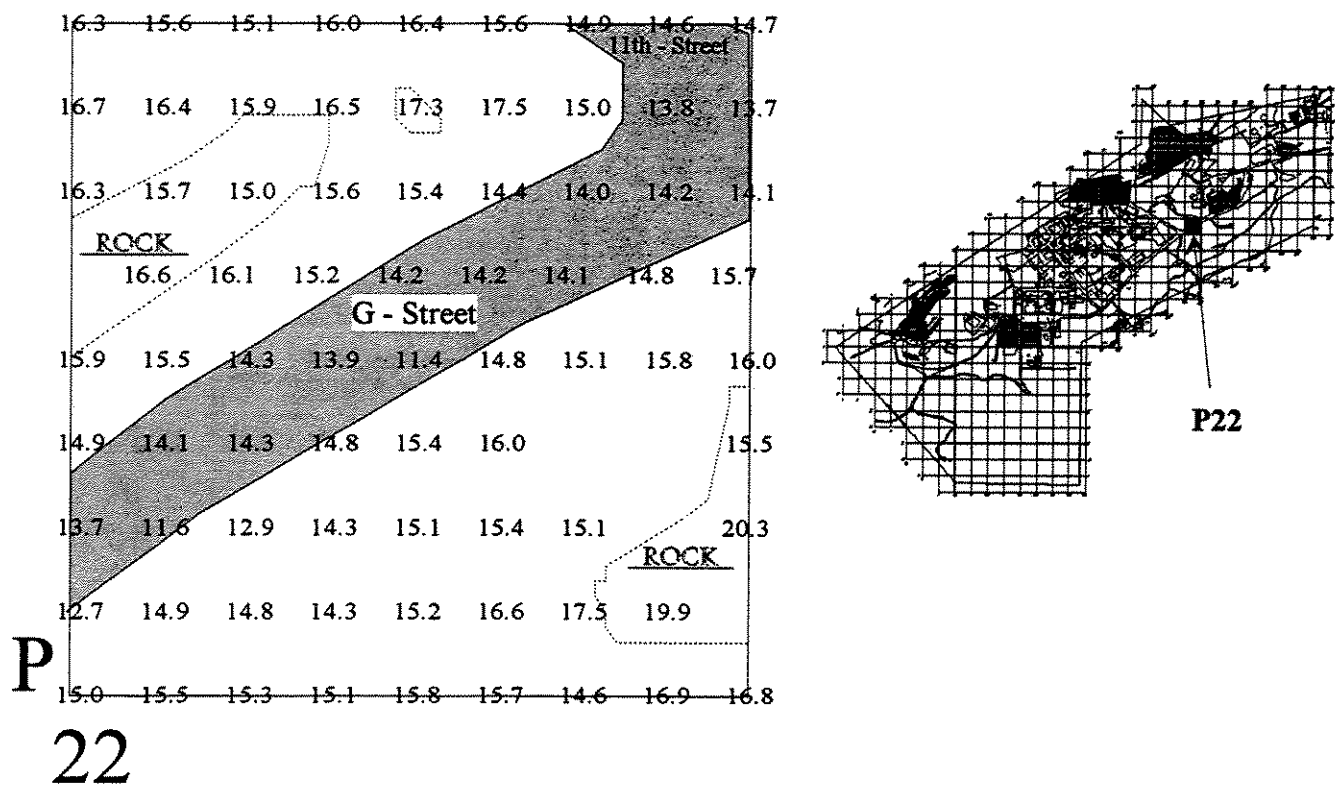 16.3 15.6 15.1 16.0 16.4 15.6 14.9 14.6 14.7
11th - Street
16.7 16.4 15.9 16.5 17.3 17.5 15.0 13.8 13.7
16.3 15.7 15.0 15.6 15.4 14.4 14.0 14.2 14.1
ROCK
16.6 16.1 15.2 14.2 14.2 14.1 14.8 15.7
G - Street
15.9 15.5 14.3 13.9 11.4 14.8 15.1 15.8 16.0
14.9 14.1 14.3 14.8 15.4 16.0 15.5
13.7 11.6 12.9 14.3 15.1 15.4 15.1 20.3
ROCK
12.7 14.9 14.8 14.3 15.2 16.6 17.5 19.9
P
15.0 15.5 15.3 15.1 15.8 15.7 14.6 16.9 16.8
22
P22